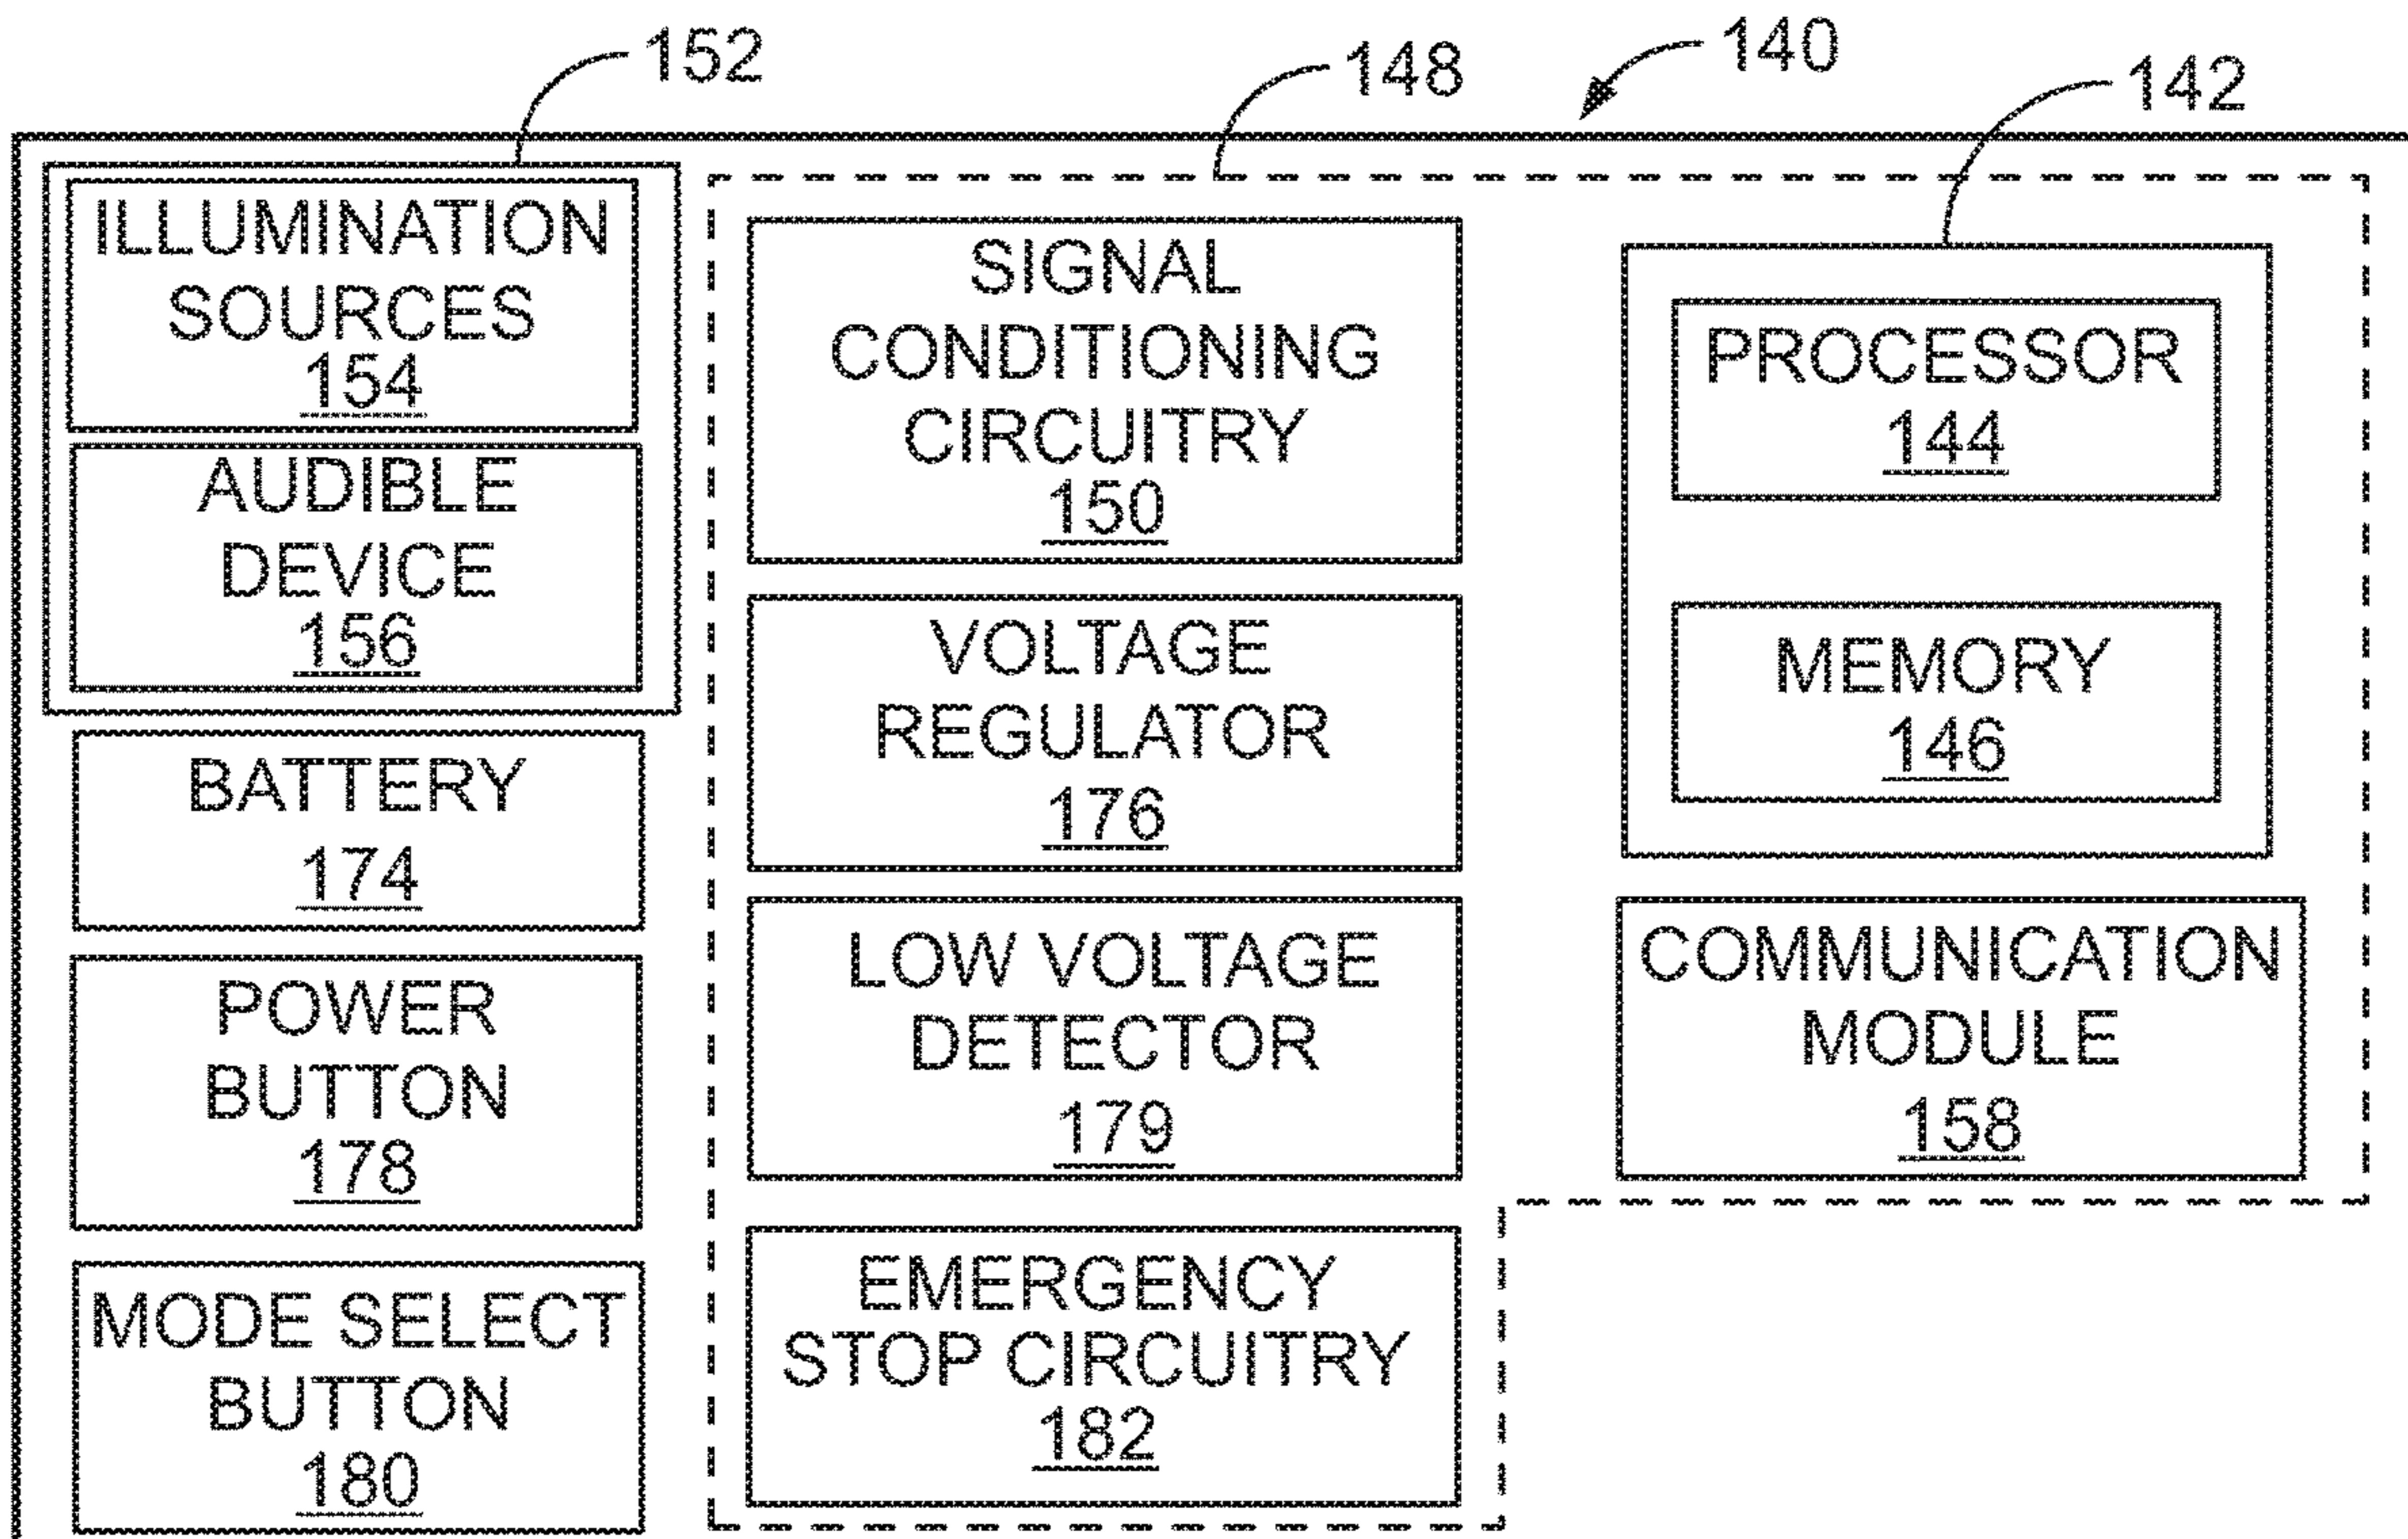 152
148
140
142
ILLUMINATION
SOURCES
154
AUDIBLE
DEVICE
156
BATTERY
174
POWER
BUTTON
178
MODE SELECT
BUTTON
180
SIGNAL
CONDITIONING
CIRCUITRY
150
VOLTAGE
REGULATOR
176
LOW VOLTAGE
DETECTOR
179
EMERGENCY
STOP CIRCUITRY
182
PROCESSOR
144
MEMORY
146
COMMUNICATION
MODULE
158